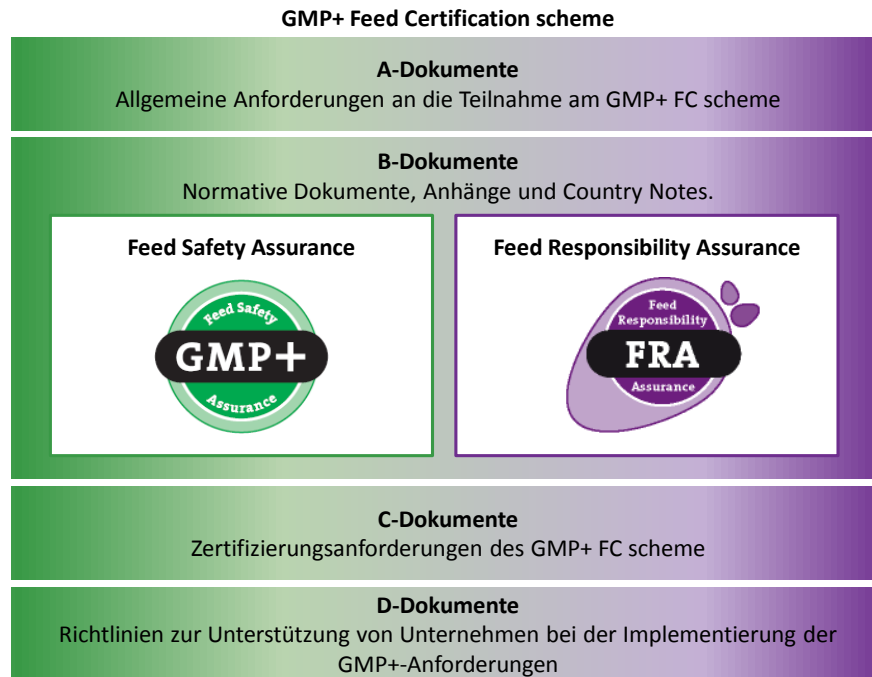 GMP+ Feed Certification scheme
A-Dokumente
Allgemeine Anforderungen an die Teilnahme am GMP+ FC scheme
B-Dokumente
Normative Dokumente, Anhänge und Country Notes.
Feed Safety Assurance
Feed Safety
GMP+
Assurance
Feed Responsibility Assurance
Feed
Responsibility
FRA
Assurance
C-Dokumente
Zertifizierungsanforderungen des GMP+ FC scheme
D-Dokumente
Richtlinien zur Unterstützung von Unternehmen bei der Implementierung der
GMP+-Anforderungen